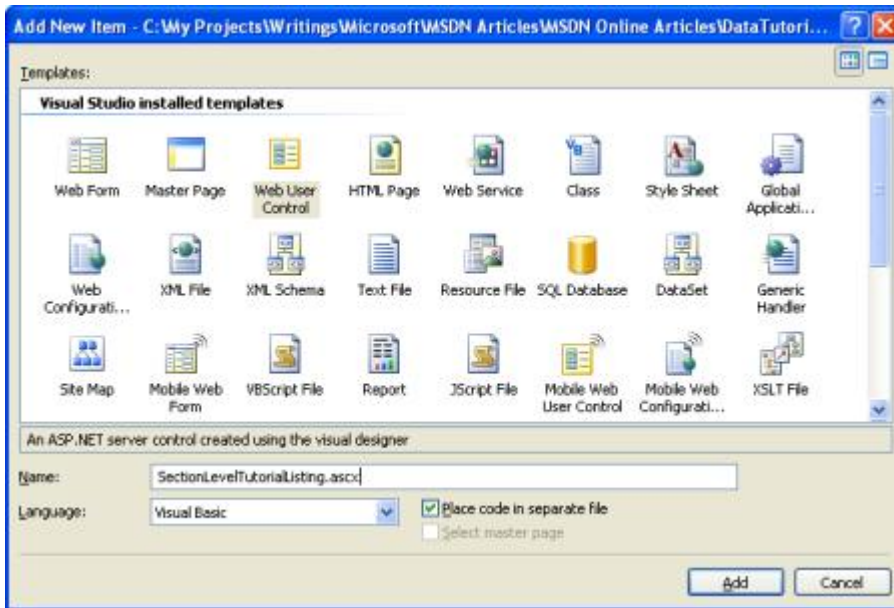 Add New Item - C:\My Projects\Writings\Microsoft\MSDN Articles\MSDN Online Articles\DataTutori...
Templates:
Visual Studio installed templates
Web Form Master Page Web User Control HTML Page Web Service Class Style Sheet Global Applicati...
Web Configurati... XML File XML Schema Text File Resource File SQL Database DataSet Generic Handler
Site Map Mobile Web Form VBScript File Report JScript File Mobile Web User Control Mobile Web Configurati... XSLT File
An ASP.NET server control created using the visual designer
Name: SectionLevelTutorialListing.ascx
Language: Visual Basic Place code in separate file
Select master page
Add Cancel